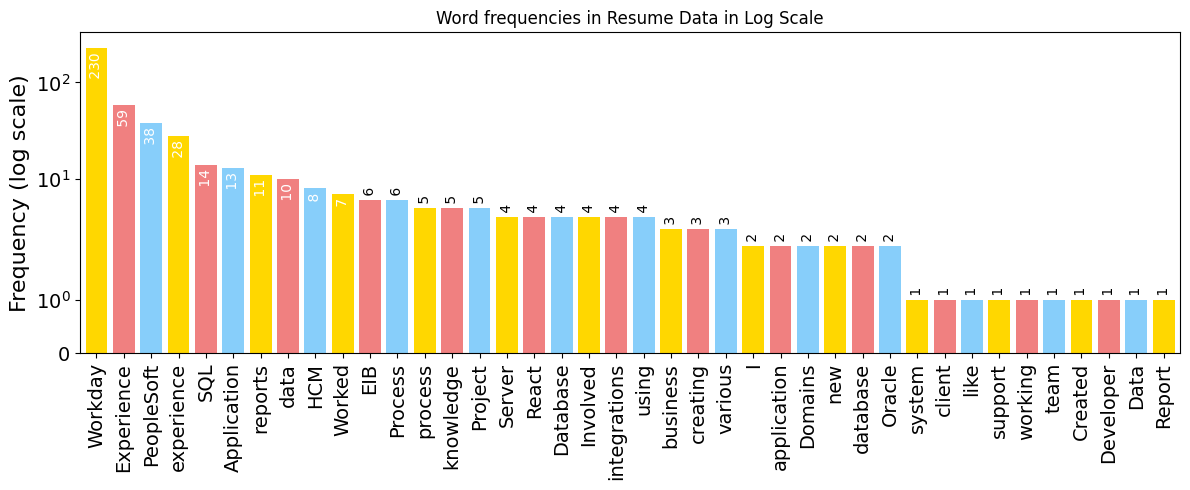 Word frequencies in Resume Data in Log Scale
Frequency (log scale)
10²
10¹
10⁰
0
230
59
38
28
14
13
11
10
8
7
6
6
5
5
5
4
4
4
4
4
4
3
3
3
2
2
2
2
2
2
1
1
1
1
1
1
1
1
1
1
Workday
Experience
PeopleSoft
experience
SQL
Application
reports
data
HCM
Worked
EIB
Process
process
knowledge
Project
Server
React
Database
Involved
integrations
using
business
creating
various
I
application
Domains
new
database
Oracle
system
client
like
support
working
team
Created
Developer
Data
Report